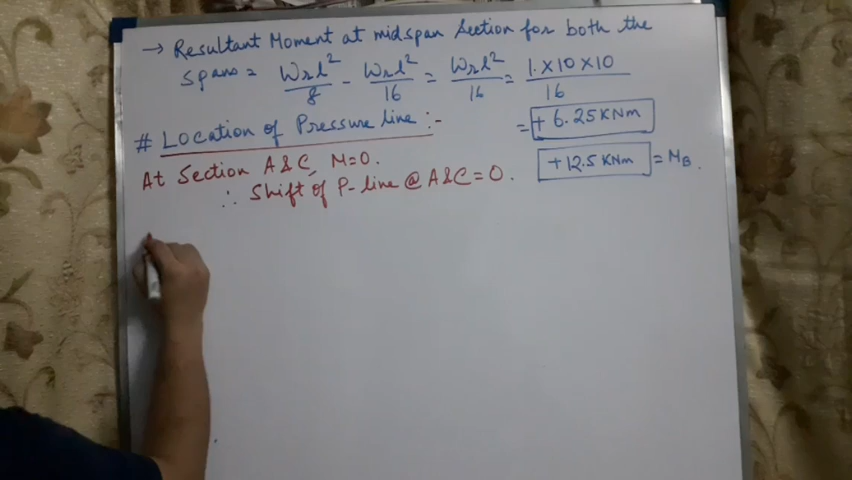 → Resultant Moment at midspan Section for both the
spans = Wrl²/8 - Wrl²/16 = Wrl²/16 = 1 × 10 × 10/16
= + 6.25 KNm
# Location of Pressure line :-
+ 12.5 KNm = MB.
At Section A & C, M=0.
∴ Shift of P-line @ A & C = 0.